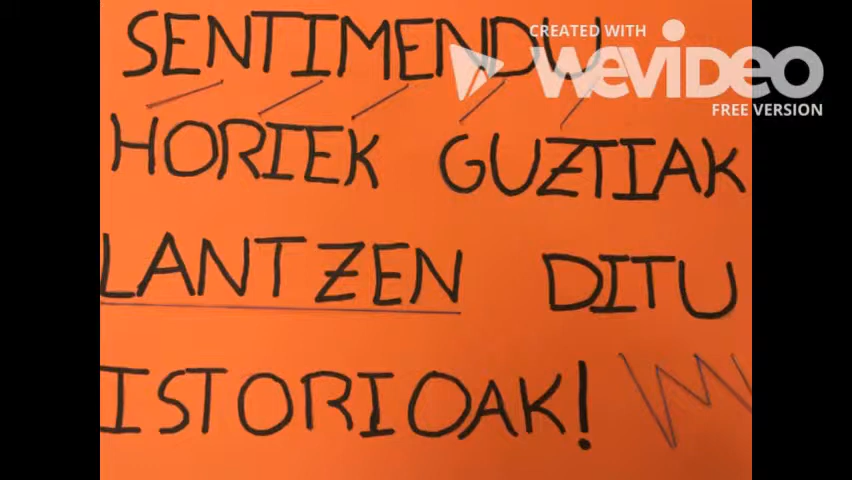 SENTIMENDU
CREATED WITH
WEVIDEO
FREE VERSION
HORIEK GUZTIAK
LANTZEN DITU
ISTORIOAK!